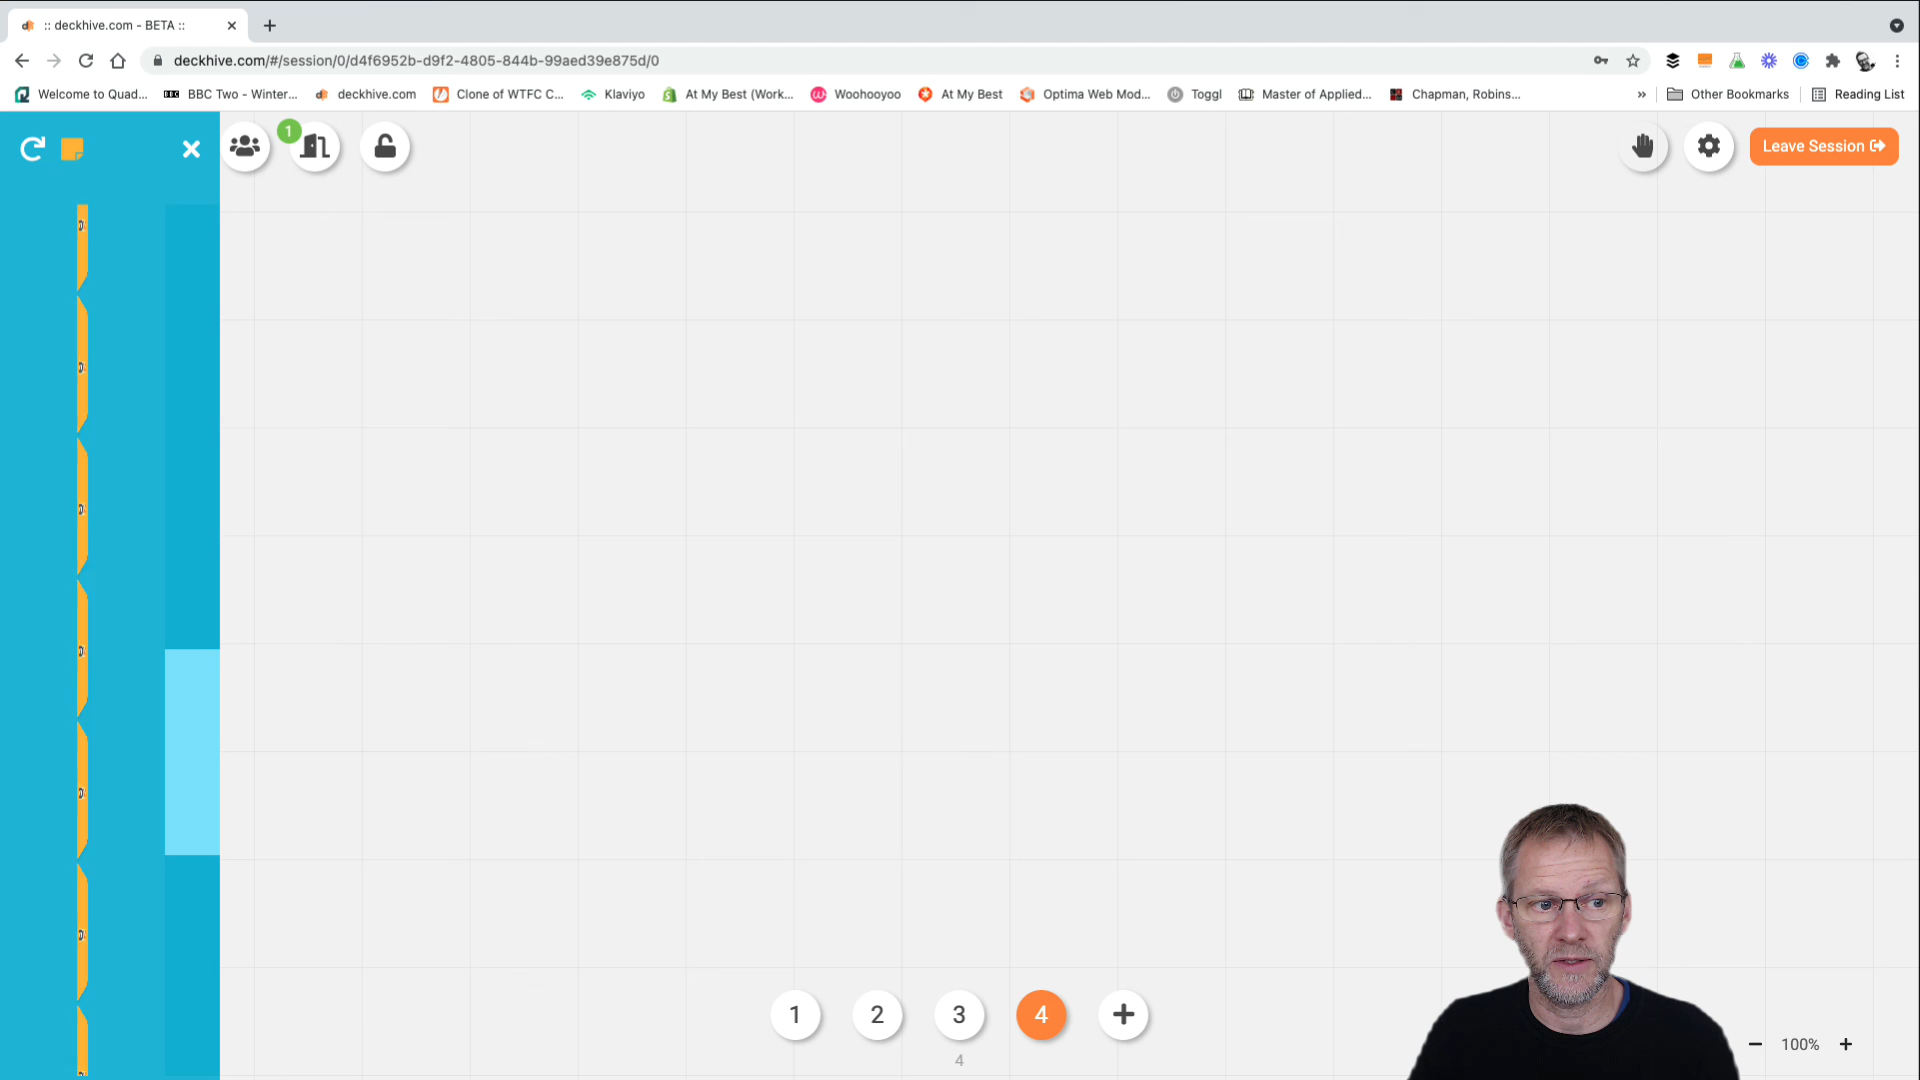 :: deckhive.com - BETA ::
deckhive.com/#/session/0/d4f6952b-d9f2-4805-844b-99aed39e875d/0
Welcome to Quad... BBC Two - Winter... deckhive.com Clone of WTFC C... Klaviyo At My Best (Work... Woohooyoo At My Best Optima Web Mod... Toggl Master of Applied... Chapman, Robins... » Other Bookmarks Reading List
1
Leave Session
1 2 3 4 +
4
100%